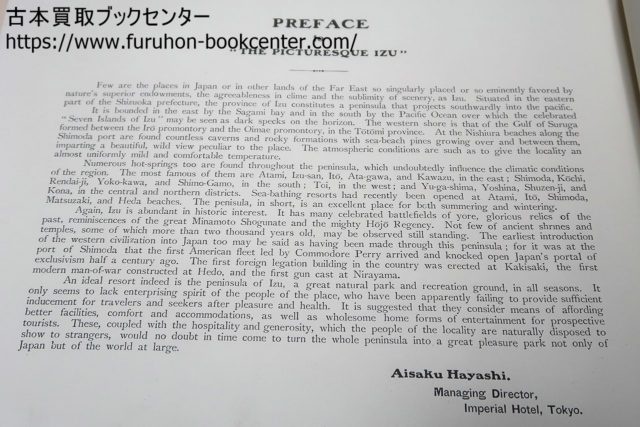 古本買取ブックセンター
https://www.furuhon-bookcenter.com/
PREFACE
"THE PICTURESQUE IZU"
Few are the places in Japan or in other lands of the Far East so singularly placed or so eminently favored by
nature's superior endowments, the agreeableness in clime and the sublimity of scenery, as Izu. Situated in the eastern
part of the Shizuoka prefecture, the province of Izu constitutes a peninsula that projects southwardly into the pacific.
It is bounded in the east by the Sagami bay and in the south by the Pacific Ocean over which the celebrated
"Seven Islands of Izu" may be seen as dark specks on the horizon. The western shore is that of the Gulf of Suruga
formed between the Irō promontory and the Oimae promontory, in the Tōtōmi province. At the Nishiura beaches along the
Shimoda port are found countless caverns and rocky formations with sea-beach pines growing over and between them,
imparting a beautiful, wild view peculiar to the place. The atmospheric conditions are such as to give the locality an
almost uniformly mild and comfortable temperature.
Numerous hot-springs too are found throughout the peninsula, which undoubtedly influence the climatic conditions
of the region. The most famous of them are Atami, Izu-san, Itō, Ata-gawa, and Kawazu, in the east; Shimoda, Kōchi,
Rendai-ji, Yoko-kawa, and Shimo-Gamo, in the south; Toi, in the west; and Yu-ga-shima, Yoshina, Shuzen-ji, and
Kona, in the central and northern districts. Sea-bathing resorts had recently been opened at Atami, Itō, Shimoda,
Matsuzaki, and Heda beaches. The penisula, in short, is an excellent place for both summering and wintering.
Again, Izu is abundant in historic interest. It has many celebrated battlefields of yore, glorious relics of the
past, reminiscences of the great Minamoto Shogunate and the mighty Hōjō Regency. Not few of ancient shrines and
temples, some of which more than two thousand years old, may be observed still standing. The earliest introduction
of the western civilization into Japan too may be said as having been made through this peninsula; for it was at the
port of Shimoda that the first American fleet led by Commodore Perry arrived and knocked open Japan's portal of
exclusivism half a century ago. The first foreign legation building in the country was erected at Kakisaki, the first
modern man-of-war constructed at Hedo, and the first gun cast at Nirayama.
An ideal resort indeed is the peninsula of Izu, a great natural park and recreation ground, in all seasons. It
only seems to lack enterprising spirit of the people of the place, who have been apparently failing to provide sufficient
inducement for travelers and seekers after pleasure and health. It is suggested that they consider means of affording
better facilities, comfort and accommodations, as well as wholesome home forms of entertainment for prospective
tourists. These, coupled with the hospitality and generosity, which the people of the locality are naturally disposed to
show to strangers, would no doubt in time come to turn the whole peninsula into a great pleasure park not only of
Japan but of the world at large.
Aisaku Hayashi.
Managing Director,
Imperial Hotel, Tokyo.